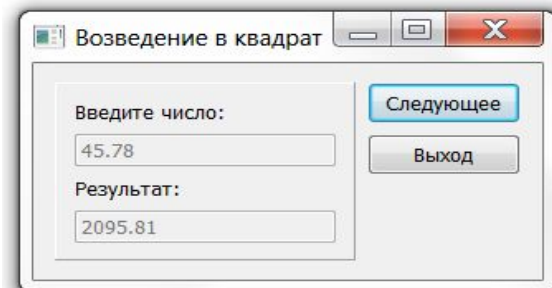 Возведение в квадрат
Введите число:
45.78
Результат:
2095.81
Следующее
Выход